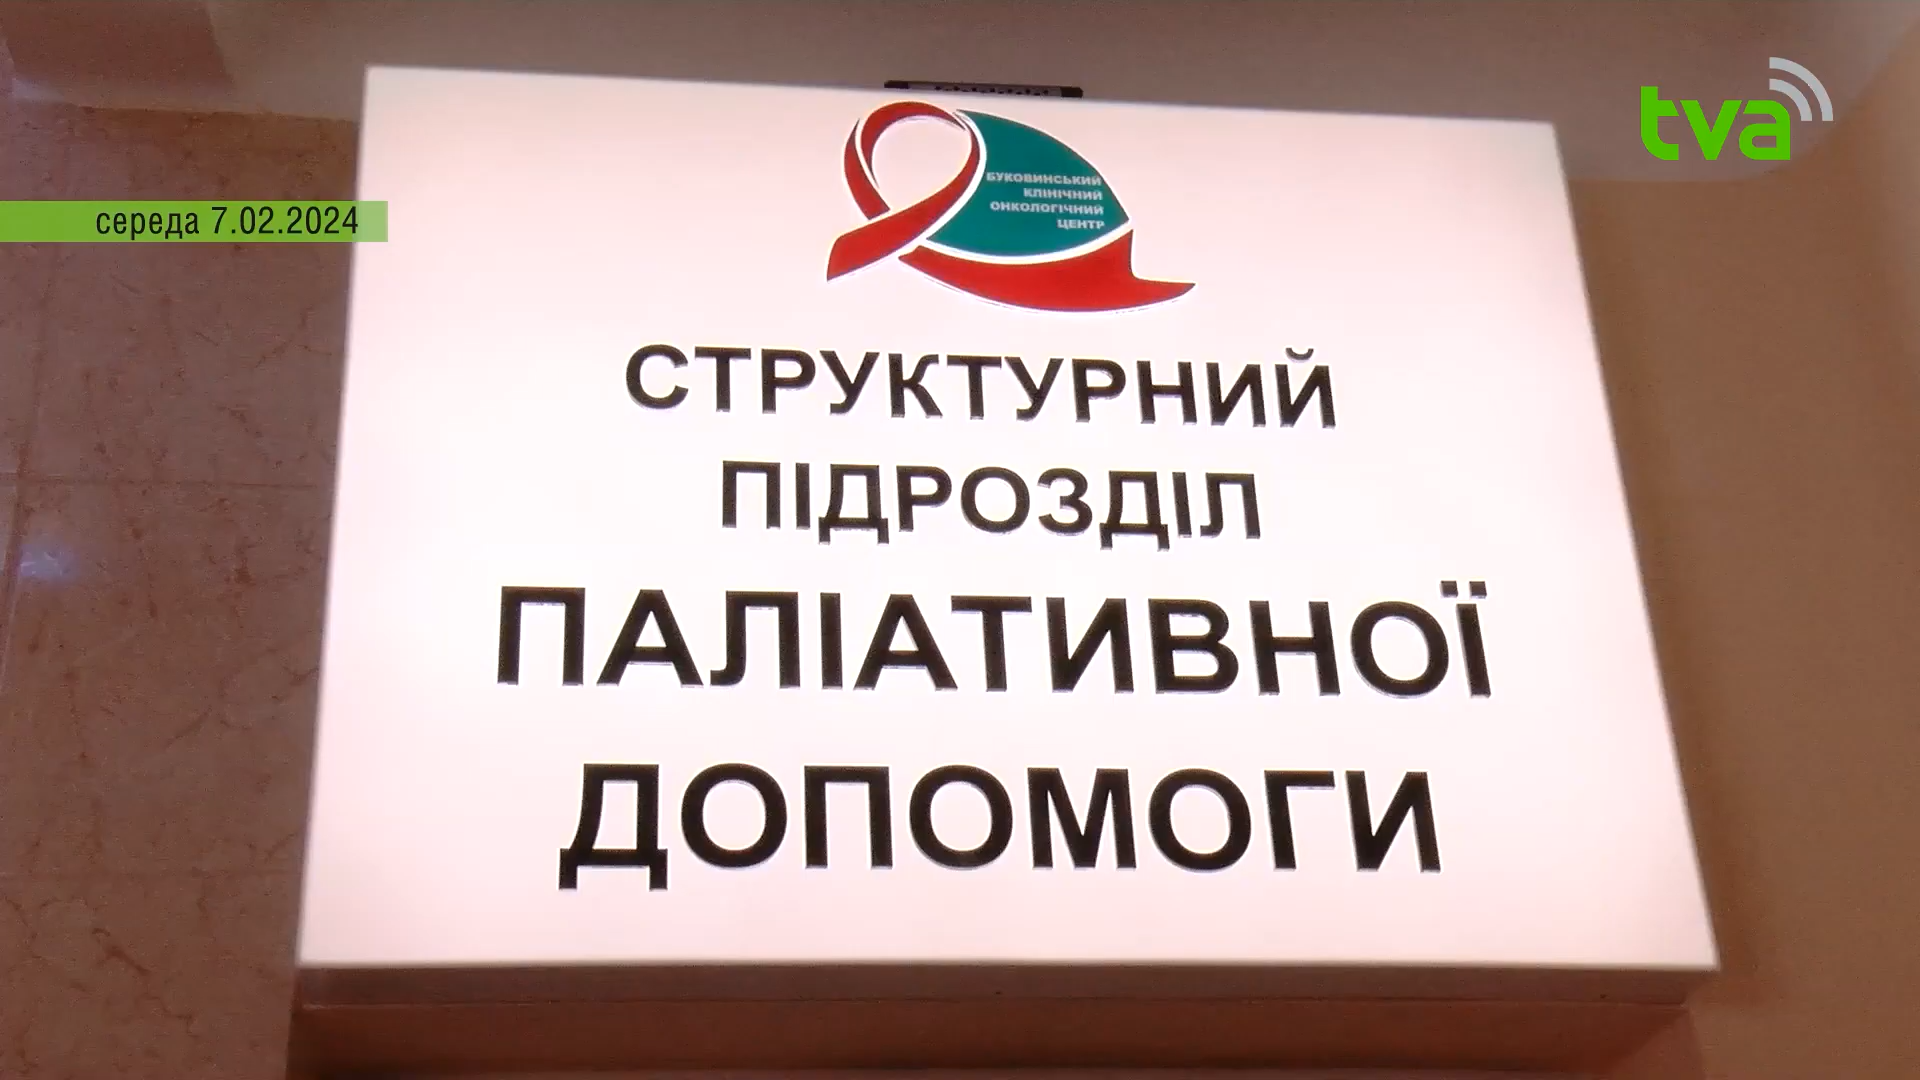 tva
середа 7.02.2024
БУКОВИНСЬКИЙ
КЛІНІЧНИЙ
ОНКОЛОГІЧНИЙ
ЦЕНТР
СТРУКТУРНИЙ
ПІДРОЗДІЛ
ПАЛІАТИВНОЇ
ДОПОМОГИ